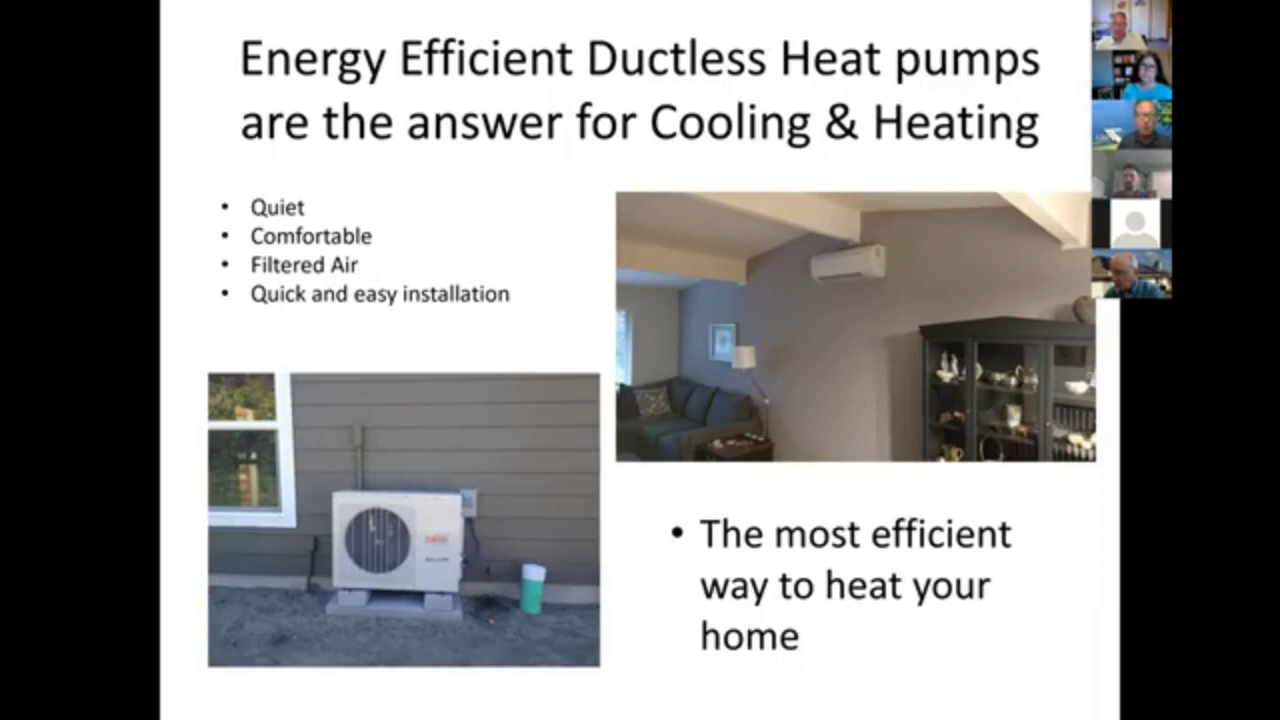 Energy Efficient Ductless Heat pumps
are the answer for Cooling & Heating
• Quiet
• Comfortable
• Filtered Air
• Quick and easy installation
• The most efficient
way to heat your
home